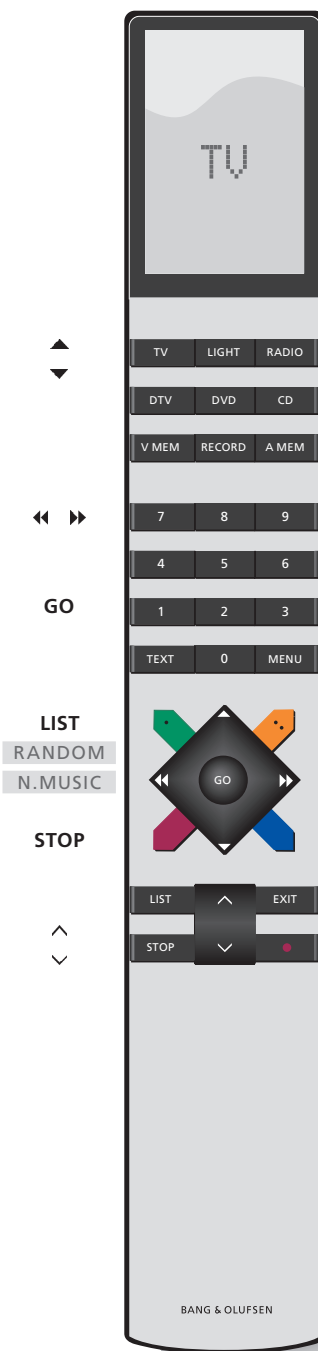 TV
TV LIGHT RADIO
DTV DVD CD
V MEM RECORD A MEM
7 8 9
4 5 6
GO
1 2 3
TEXT 0 MENU
LIST
RANDOM
N.MUSIC
GO
STOP
LIST EXIT
STOP
BANG & OLUFSEN